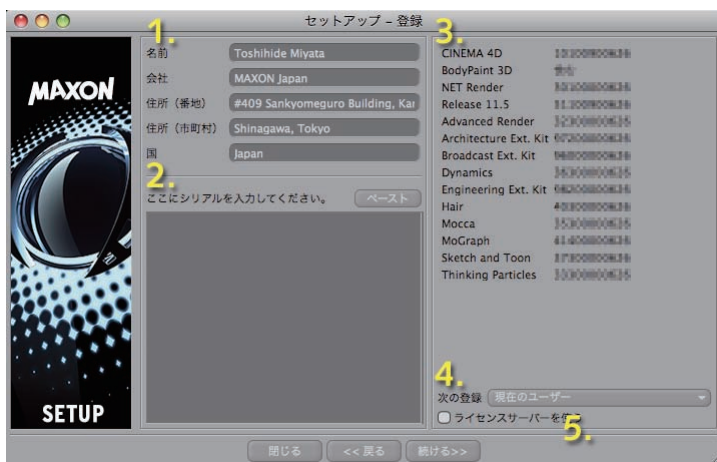 セットアップ – 登録
1.
名前 Toshihide Miyata
会社 MAXON Japan
住所（番地） #409 Sankyomeguro Building, Kar
住所（市町村） Shinagawa, Tokyo
国 Japan
2.
ここにシリアルを入力してください。 ペースト
3.
CINEMA 4D
BodyPaint 3D
NET Render
Release 11.5
Advanced Render
Architecture Ext. Kit
Broadcast Ext. Kit
Dynamics
Engineering Ext. Kit
Hair
Mocca
MoGraph
Sketch and Toon
Thinking Particles
4.
次の登録 現在のユーザー
ライセンスサーバーを使う
5.
MAXON
SETUP
閉じる << 戻る 続ける>>